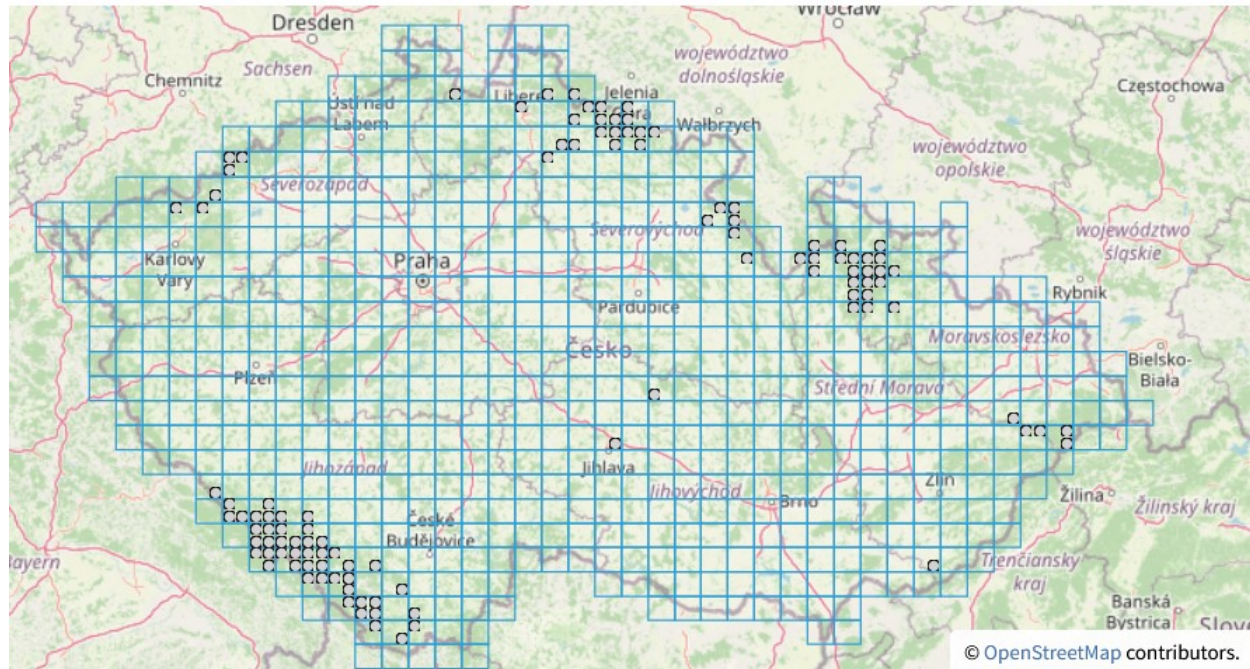 Dresden
Wrocław
Chemnitz
Sachsen
województwo
dolnośląskie
Jelenia
Góra
Częstochowa
Liberec
Ústí nad
Labem
Wałbrzych
województwo
opolskie
Severozápad
Severovýchod
województwo
śląskie
Karlovy
Vary
Praha
Pardubice
Rybnik
Moravskoslezsko
Česko
Bielsko-
Biała
Plzeň
Střední Morava
Jihozápad
Jihlava
Jihovýchod
Brno
Zlín
Žilina
Žilinský kraj
České
Budějovice
Bayern
Trenčiansky
kraj
Banská
Bystrica
© OpenStreetMap contributors.